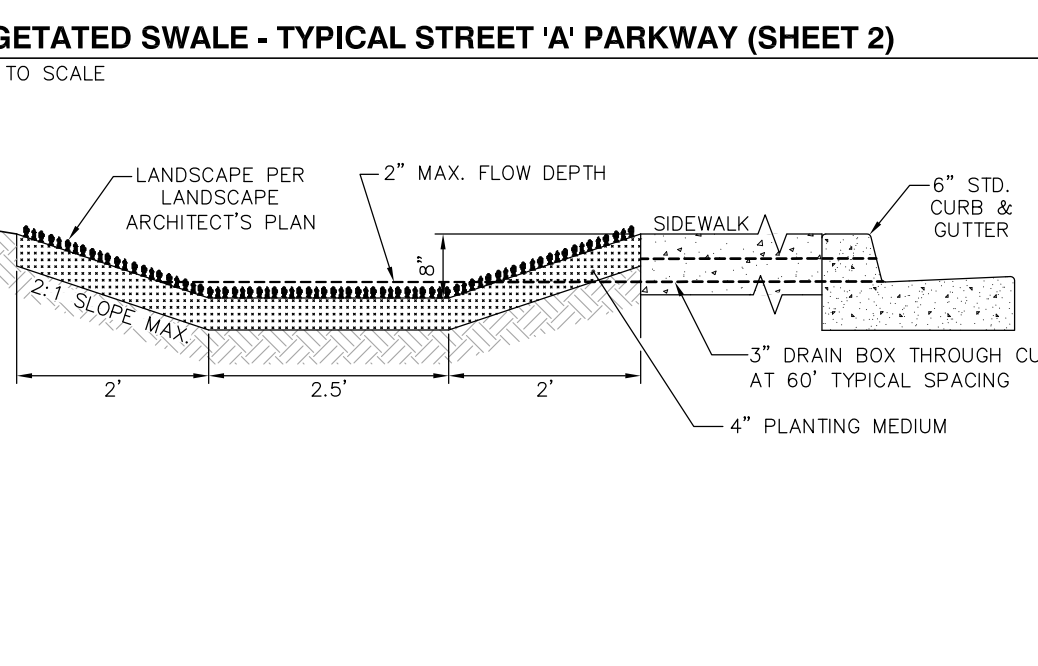 GETATED SWALE - TYPICAL STREET 'A' PARKWAY (SHEET 2)
TO SCALE
LANDSCAPE PER
LANDSCAPE
ARCHITECT'S PLAN
2" MAX. FLOW DEPTH
SIDEWALK
6" STD.
CURB &
GUTTER
8"
2:1 SLOPE MAX.
2'
2.5'
2'
3" DRAIN BOX THROUGH CU
AT 60' TYPICAL SPACING
4" PLANTING MEDIUM